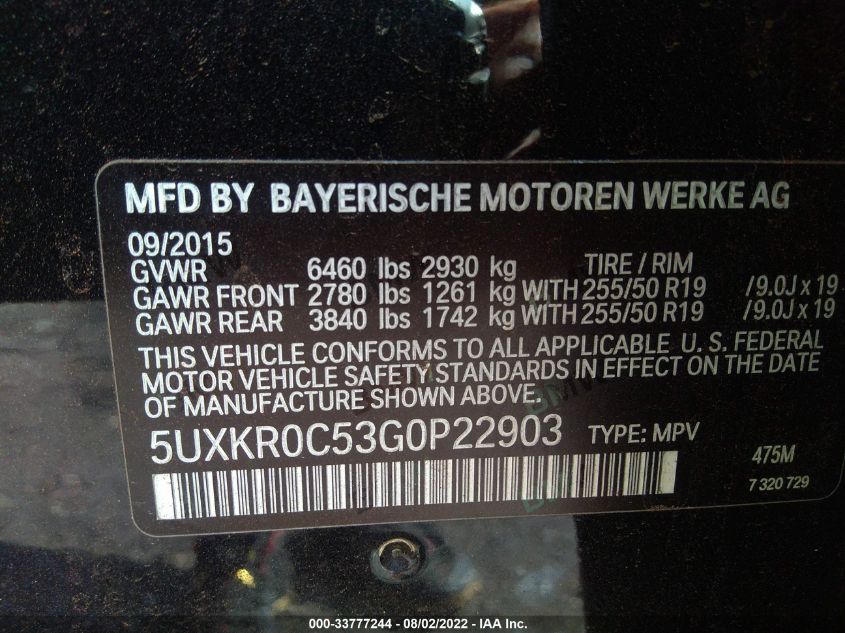 MFD BY BAYERISCHE MOTOREN WERKE AG
09/2015
GVWR 6460 lbs 2930 kg TIRE / RIM
GAWR FRONT 2780 lbs 1261 kg WITH 255/50 R19 /9.0J x 19
GAWR REAR 3840 lbs 1742 kg WITH 255/50 R19 /9.0J x 19
THIS VEHICLE CONFORMS TO ALL APPLICABLE U. S. FEDERAL
MOTOR VEHICLE SAFETY STANDARDS IN EFFECT ON THE DATE
OF MANUFACTURE SHOWN ABOVE.
5UXKR0C53G0P22903 TYPE: MPV
475M
7 320 729
000-33777244 - 08/02/2022 - IAA Inc.